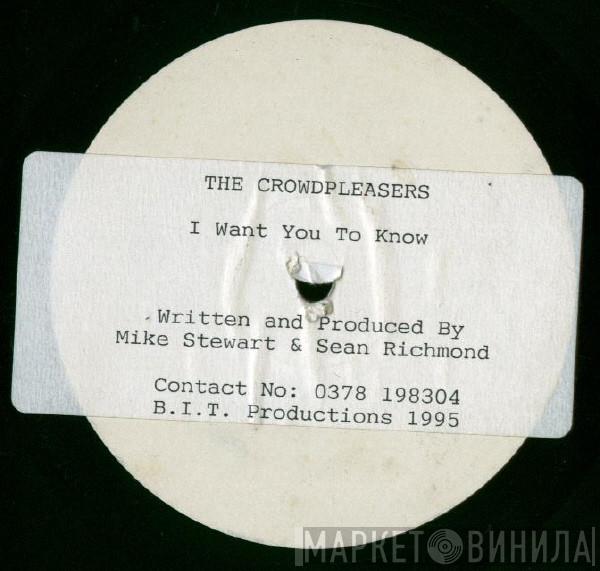 THE CROWDPLEASERS
I Want You To Know
Written and Produced By
Mike Stewart & Sean Richmond
Contact No: 0378 198304
B.I.T. Productions 1995
МАРКЕТ ВИНИЛА